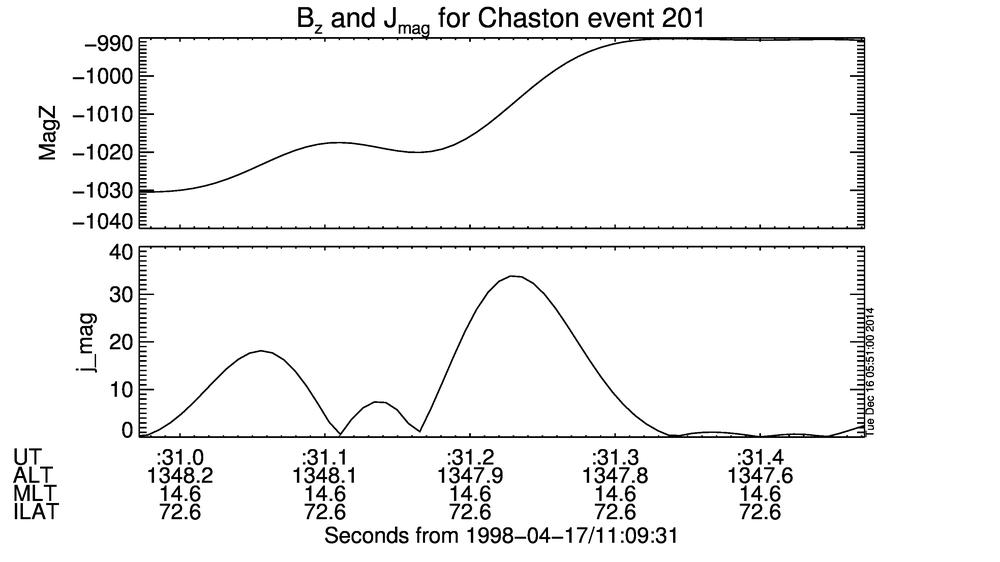 Bz and Jmag for Chaston event 201
−990
−1000
−1010
−1020
−1030
−1040
MagZ
40
30
20
10
0
j_mag
Tue Dec 16 05:51:00 2014
UT :31.0 :31.1 :31.2 :31.3 :31.4
ALT 1348.2 1348.1 1347.9 1347.8 1347.6
MLT 14.6 14.6 14.6 14.6 14.6
ILAT 72.6 72.6 72.6 72.6 72.6
Seconds from 1998−04−17/11:09:31